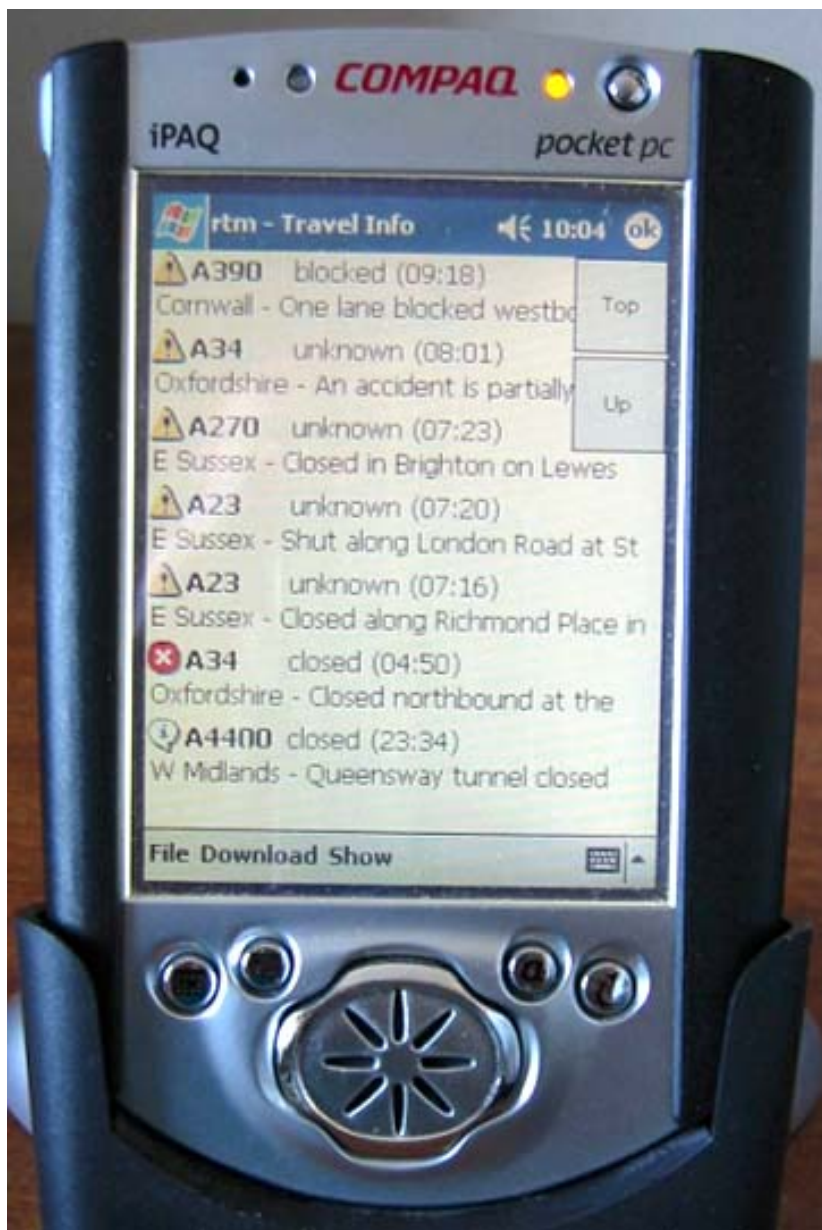 COMPAQ
iPAQ pocket pc
rtm - Travel Info 10:04 ok
A390 blocked (09:18)
Cornwall - One lane blocked westbo
Top
A34 unknown (08:01)
Oxfordshire - An accident is partially
Up
A270 unknown (07:23)
E Sussex - Closed in Brighton on Lewes
A23 unknown (07:20)
E Sussex - Shut along London Road at St
A23 unknown (07:16)
E Sussex - Closed along Richmond Place in
A34 closed (04:50)
Oxfordshire - Closed northbound at the
A4400 closed (23:34)
W Midlands - Queensway tunnel closed
File Download Show